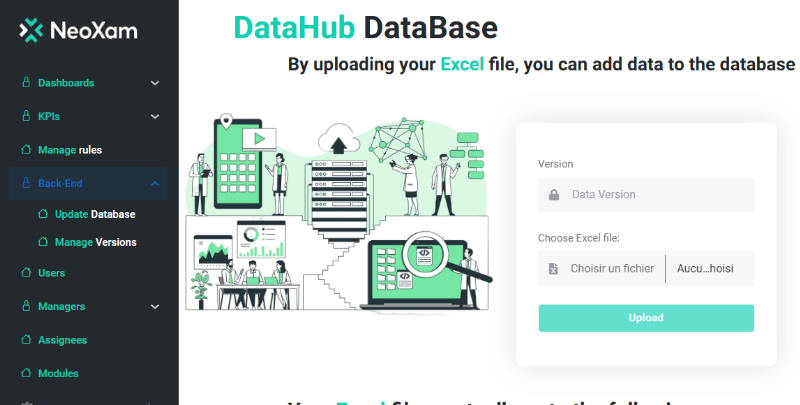 NeoXam
Dashboards
KPIs
Manage rules
Back-End
Update Database
Manage Versions
Users
Managers
Assignees
Modules
DataHub DataBase
By uploading your Excel file, you can add data to the database
Version
Data Version
Choose Excel file:
Choisir un fichier Aucu...hoisi
Upload